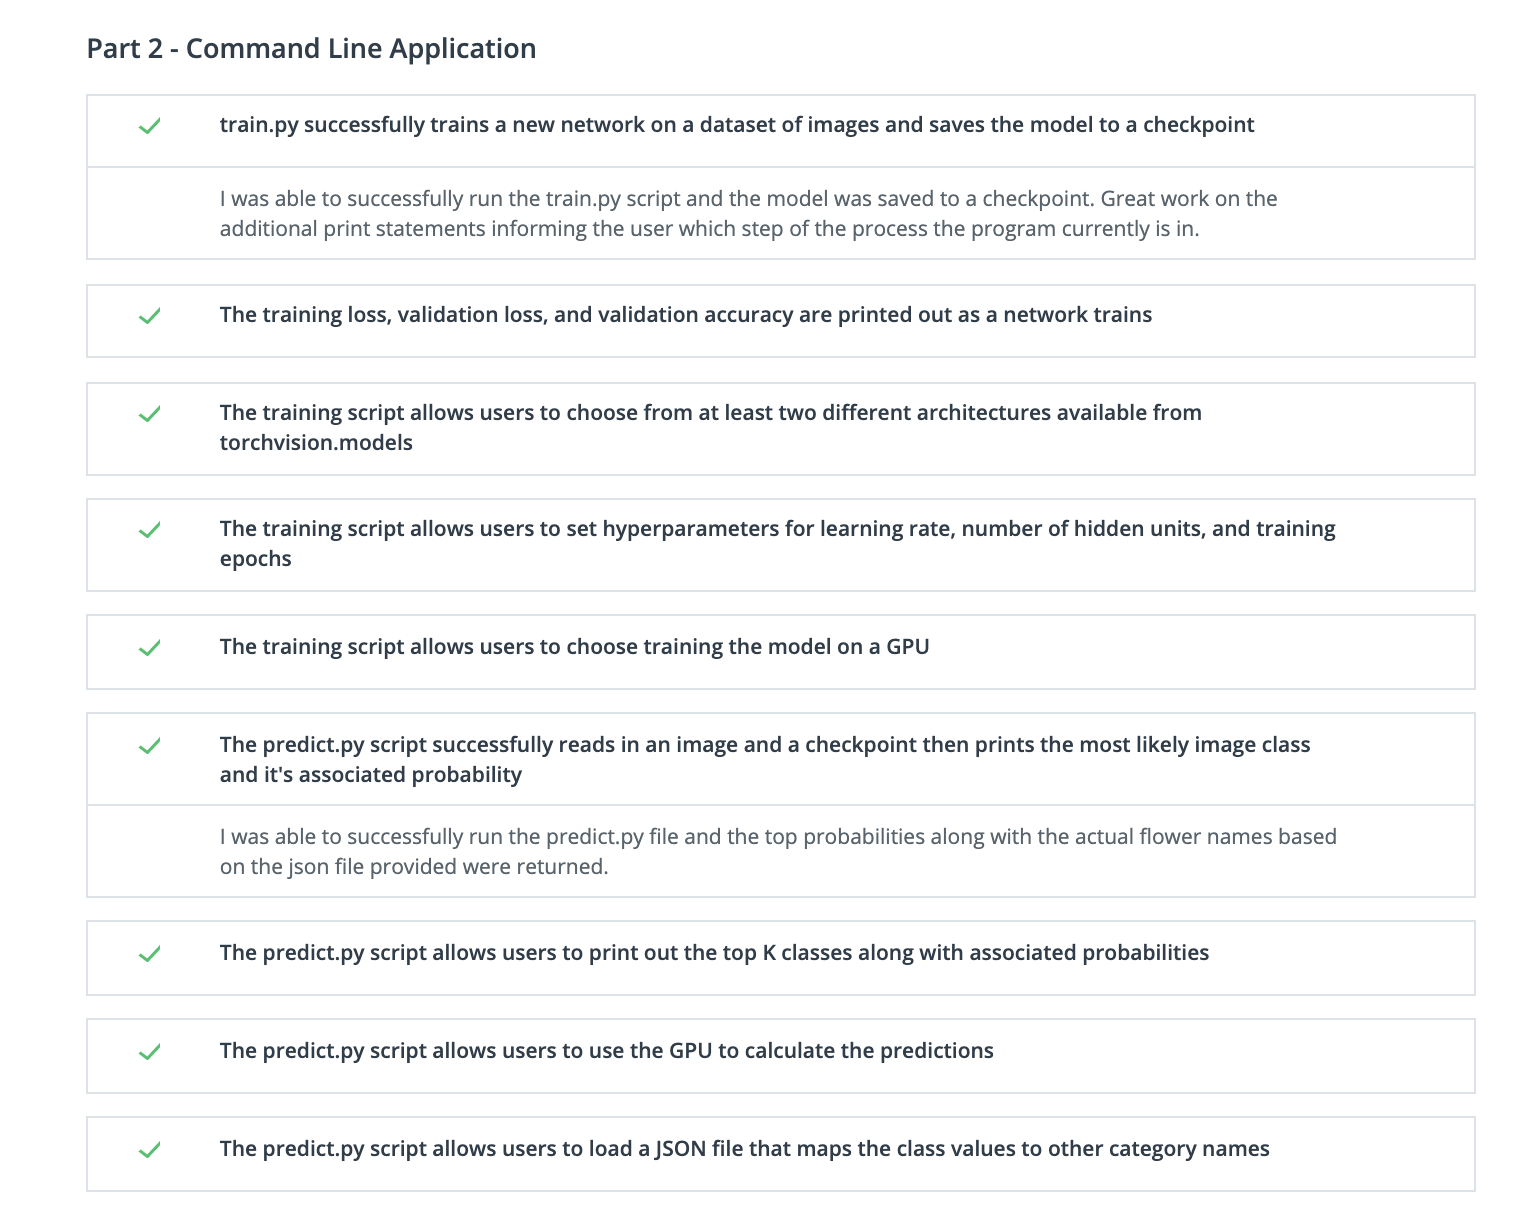 Part 2 - Command Line Application
train.py successfully trains a new network on a dataset of images and saves the model to a checkpoint
I was able to successfully run the train.py script and the model was saved to a checkpoint. Great work on the
additional print statements informing the user which step of the process the program currently is in.
The training loss, validation loss, and validation accuracy are printed out as a network trains
The training script allows users to choose from at least two different architectures available from
torchvision.models
The training script allows users to set hyperparameters for learning rate, number of hidden units, and training
epochs
The training script allows users to choose training the model on a GPU
The predict.py script successfully reads in an image and a checkpoint then prints the most likely image class
and it's associated probability
I was able to successfully run the predict.py file and the top probabilities along with the actual flower names based
on the json file provided were returned.
The predict.py script allows users to print out the top K classes along with associated probabilities
The predict.py script allows users to use the GPU to calculate the predictions
The predict.py script allows users to load a JSON file that maps the class values to other category names